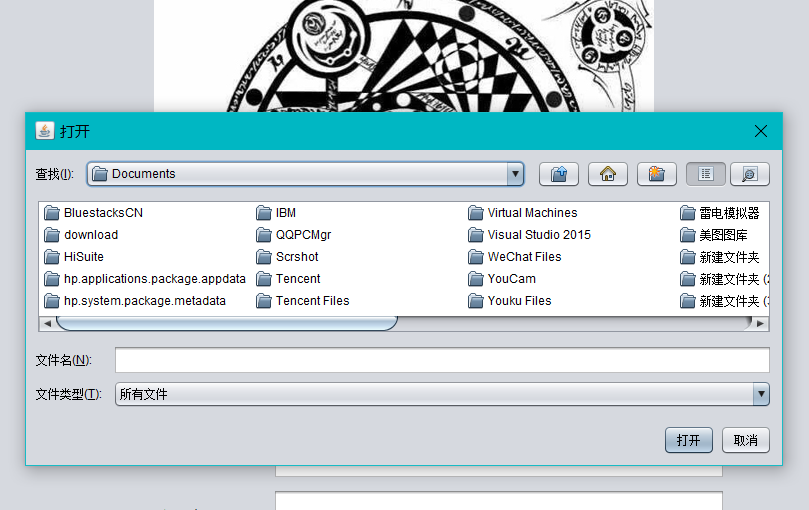 打开
查找(I): Documents
BluestacksCN
download
HiSuite
hp.applications.package.appdata
hp.system.package.metadata
IBM
QQPCMgr
Scrshot
Tencent
Tencent Files
Virtual Machines
Visual Studio 2015
WeChat Files
YouCam
Youku Files
雷电模拟器
美图图库
新建文件夹
新建文件夹 (2
新建文件夹 (
文件名(N):
文件类型(T): 所有文件
打开 取消